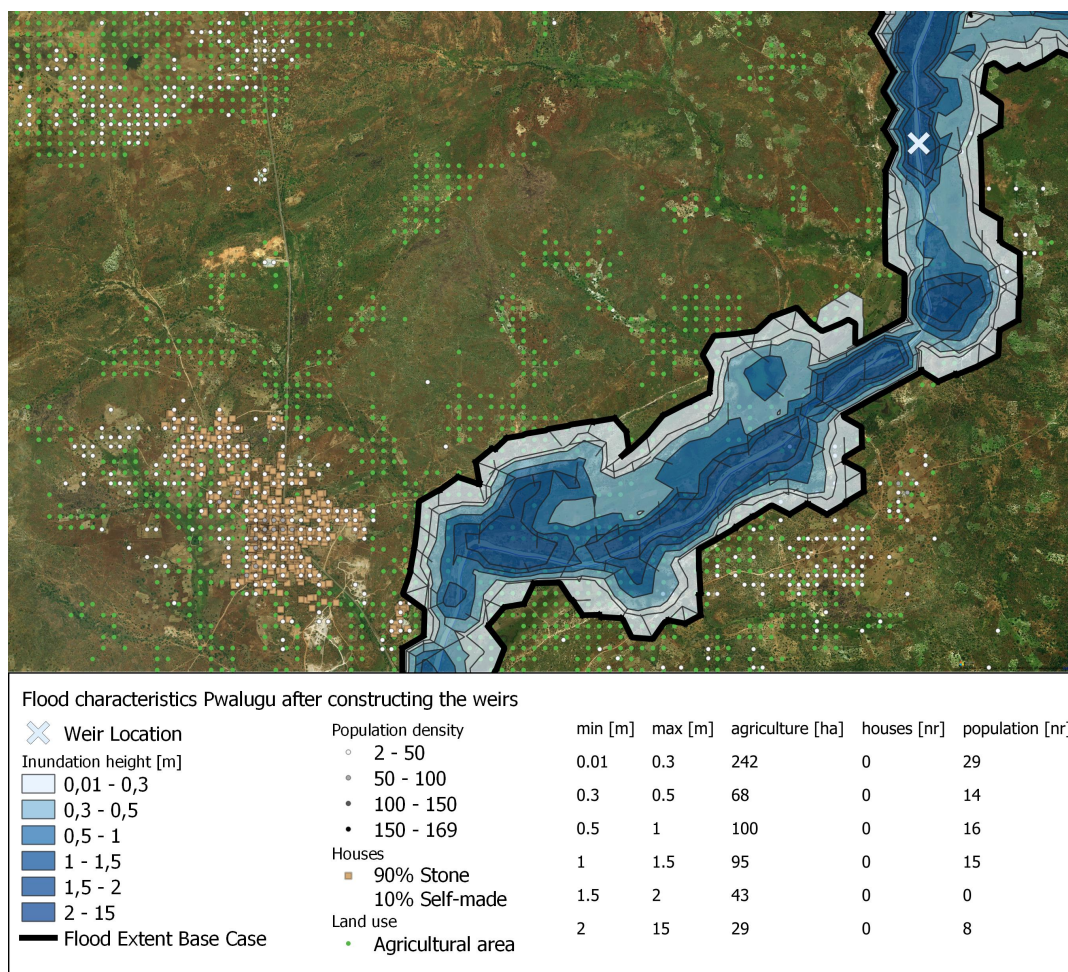 Flood characteristics Pwalugu after constructing the weirs
Weir Location
Inundation height [m]
0,01 - 0,3
0,3 - 0,5
0,5 - 1
1 - 1,5
1,5 - 2
2 - 15
Flood Extent Base Case
Population density
2 - 50
50 - 100
100 - 150
150 - 169
Houses
90% Stone
10% Self-made
Land use
Agricultural area
min [m] max [m] agriculture [ha] houses [nr] population [nr]
0.01 0.3 242 0 29
0.3 0.5 68 0 14
0.5 1 100 0 16
1 1.5 95 0 15
1.5 2 43 0 0
2 15 29 0 8